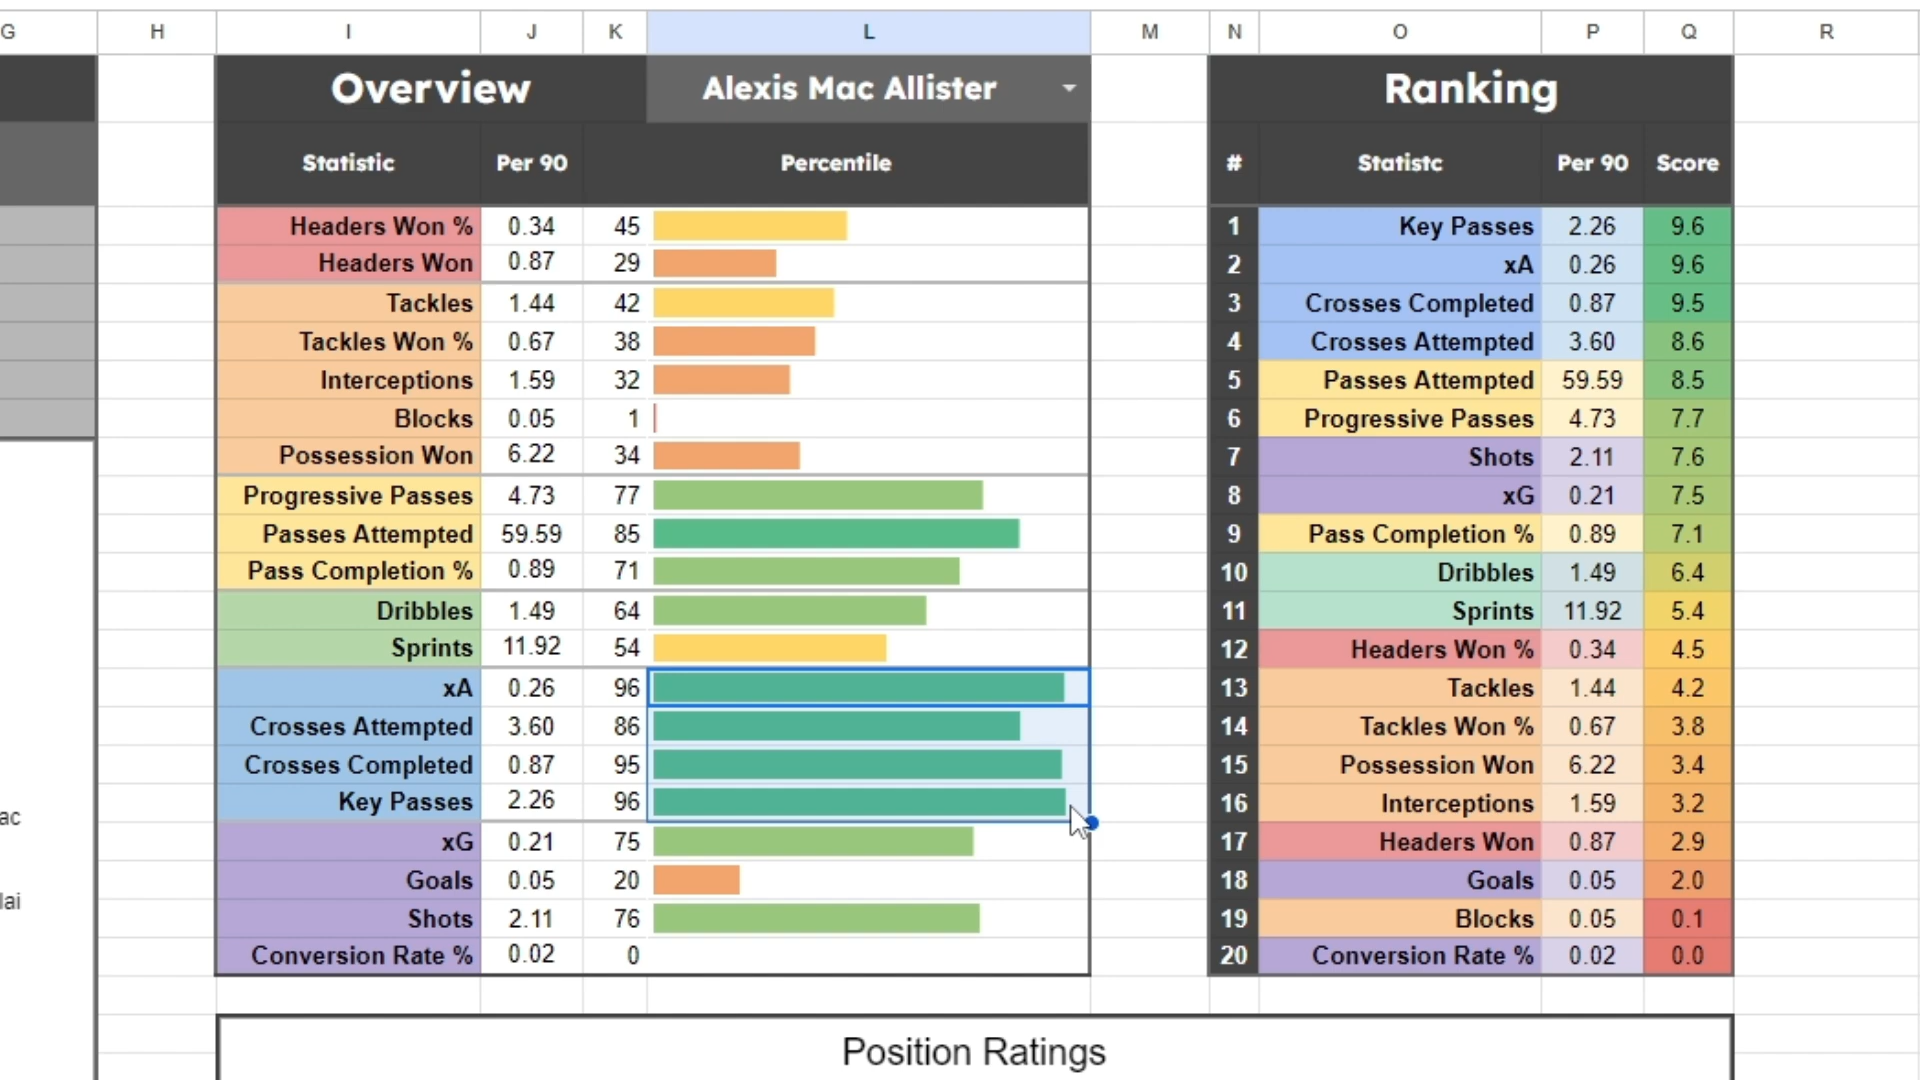 G H I J K L M N O P Q R
Overview Alexis Mac Allister Ranking
Statistic Per 90 Percentile # Statistc Per 90 Score
Headers Won % 0.34 45 1 Key Passes 2.26 9.6
Headers Won 0.87 29 2 xA 0.26 9.6
Tackles 1.44 42 3 Crosses Completed 0.87 9.5
Tackles Won % 0.67 38 4 Crosses Attempted 3.60 8.6
Interceptions 1.59 32 5 Passes Attempted 59.59 8.5
Blocks 0.05 1 6 Progressive Passes 4.73 7.7
Possession Won 6.22 34 7 Shots 2.11 7.6
Progressive Passes 4.73 77 8 xG 0.21 7.5
Passes Attempted 59.59 85 9 Pass Completion % 0.89 7.1
Pass Completion % 0.89 71 10 Dribbles 1.49 6.4
Dribbles 1.49 64 11 Sprints 11.92 5.4
Sprints 11.92 54 12 Headers Won % 0.34 4.5
xA 0.26 96 13 Tackles 1.44 4.2
Crosses Attempted 3.60 86 14 Tackles Won % 0.67 3.8
Crosses Completed 0.87 95 15 Possession Won 6.22 3.4
Key Passes 2.26 96 16 Interceptions 1.59 3.2
ac
xG 0.21 75 17 Headers Won 0.87 2.9
Goals 0.05 20 18 Goals 0.05 2.0
lai
Shots 2.11 76 19 Blocks 0.05 0.1
Conversion Rate % 0.02 0 20 Conversion Rate % 0.02 0.0
Position Ratings